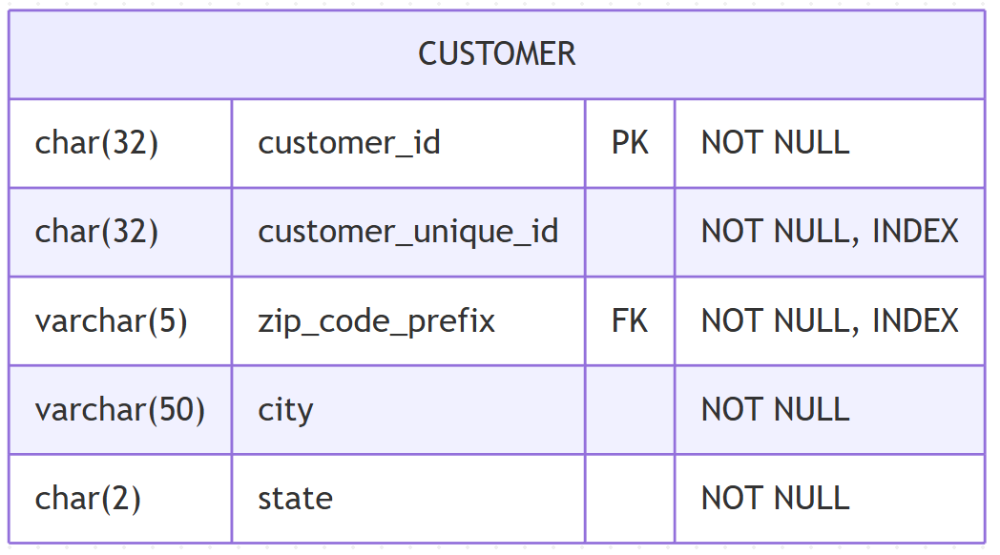 CUSTOMER
char(32) customer_id PK NOT NULL
char(32) customer_unique_id NOT NULL, INDEX
varchar(5) zip_code_prefix FK NOT NULL, INDEX
varchar(50) city NOT NULL
char(2) state NOT NULL